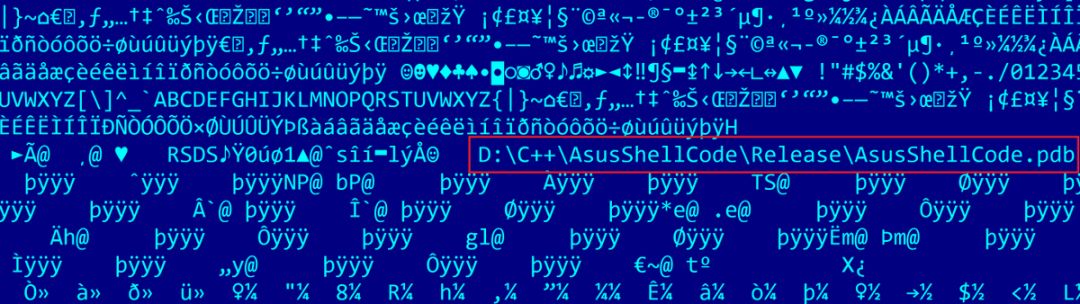 |}~⌂€,ƒ„…†‡ˆ‰Š‹ŒŽ‘’“”•–—˜™š›œžŸ ¡¢£¤¥¦§¨©ª«¬-®¯°±²³´µ¶·¸¹º»¼½¾¿ÀÁÂÃÄÅÆÇÈÉÊËÌÍÎÏ
ïðñòóôõö÷øùúûüýþÿ€,ƒ„…†‡ˆ‰Š‹ŒŽ‘’“”•–—˜™š›œžŸ ¡¢£¤¥¦§¨©ª«¬-®¯°±²³´µ¶·¸¹º»¼½¾¿
âãäåæçèéêëìíîïðñòóôõö÷øùúûüýþÿ ☺☻♥♦♣♠•◘○◙♂♀♪♫☼►◄↕‼¶§▬↨↑↓→←∟↔▲▼ !"#$%&'()*+,-./012345
UVWXYZ[\]^_`ABCDEFGHIJKLMNOPQRSTUVWXYZ{|}~⌂€,ƒ„…†‡ˆ‰Š‹ŒŽ‘’“”•–—˜™š›œžŸ ¡¢£¤¥¦§
ÈÉÊËÌÍÎÏÐÑÒÓÔÕÖ×ØÙÚÛÜÝÞßàáâãäåæçèéêëìíîïðñòóôõö÷øùúûüýþÿH
►Ã@ ¸@ ♥ RSDS♪Ÿ0úø1▲@ˆsîí▬lýÅ☺ D:\C++\AsusShellCode\Release\AsusShellCode.pdb
þÿÿÿ ˆÿÿÿ þÿÿÿNP@ bP@ þÿÿÿ Àÿÿÿ þÿÿÿ TS@ þÿÿÿ Øÿÿÿ þ
ÿÿÿ þÿÿÿ Â`@ þÿÿÿ Î`@ þÿÿÿ Øÿÿÿ þÿÿÿ*e@ .e@ þÿÿÿ Ôÿÿÿ þÿÿÿ
Äh@ þÿÿÿ Ôÿÿÿ þÿÿÿ gl@ þÿÿÿ Øÿÿÿ þÿÿÿËm@ Þm@ þÿÿÿ
Ìÿÿÿ þÿÿÿ „y@ þÿÿÿ Ôÿÿÿ þÿÿÿ €~@ tº X¿
Ò» à» ð» ü» ♀¼ "¼ 8¼ R¼ h¼ ‚¼ ”¼ ¼ Ê¼ â¼ ò¼ þ¼ ♀½ →½ $½ <½ L½